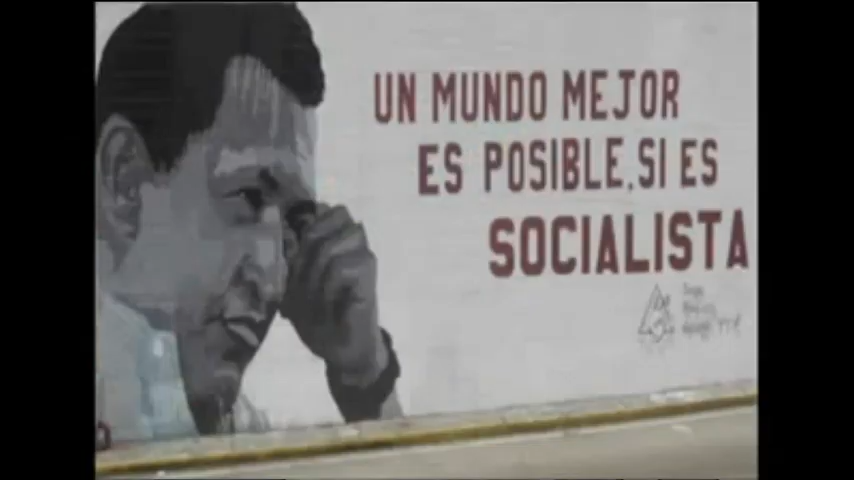 UN MUNDO MEJOR
ES POSIBLE, SI ES
SOCIALISTA